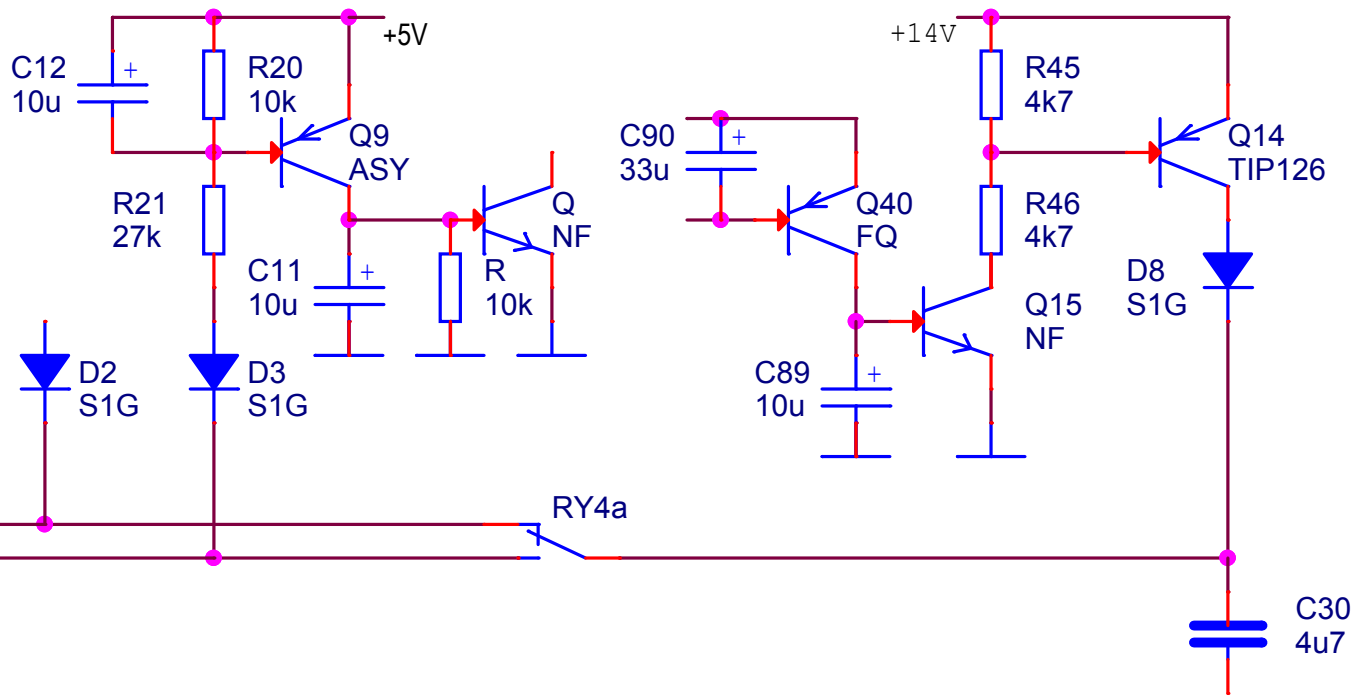 +5V
+14V
C12
10u
+
R20
10k
Q9
ASY
R21
27k
C11
10u
+
Q
NF
R
10k
D2
S1G
D3
S1G
C90
33u
+
Q40
FQ
R45
4k7
Q14
TIP126
R46
4k7
D8
S1G
Q15
NF
C89
10u
+
RY4a
C30
4u7